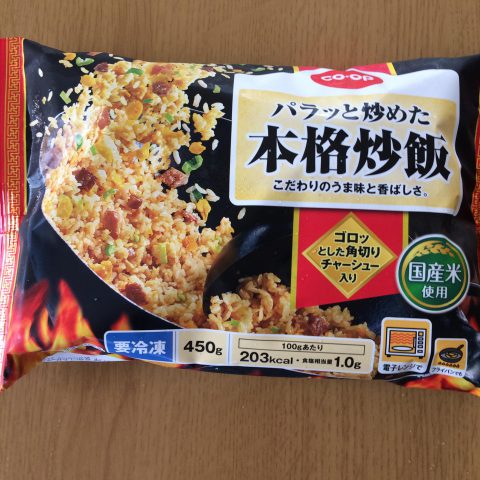 CO·OP
パラッと炒めた
本格炒飯
こだわりのうま味と香ばしさ。
ゴロッ
とした角切り
チャーシュー
入り
国産米
使用
要冷凍 450g
100gあたり
203kcal・食塩相当量1.0g
電子レンジで
フライパンでも